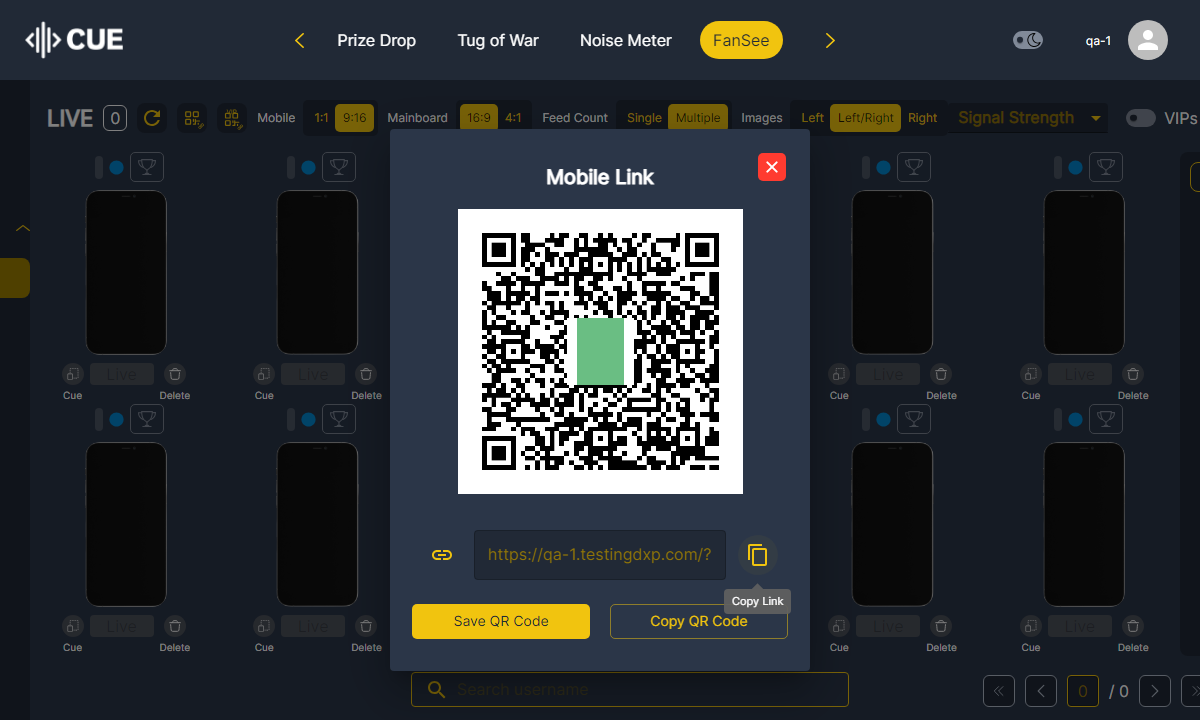 CUE
Prize Drop
Tug of War
Noise Meter
FanSee
qa-1
LIVE 0
Mobile 1:1 9:16
Mainboard 16:9 4:1
Feed Count Single Multiple
Images Left Left/Right Right
Signal Strength
VIPs
Mobile Link
Live Live Live Live
Cue Delete Cue Delete Cue Delete Cue Delete
https://qa-1.testingdxp.com/?
Copy Link
Save QR Code
Copy QR Code
Live Live Live Live
Cue Delete Cue Delete Cue Delete Cue Delete
Search username
0 / 0